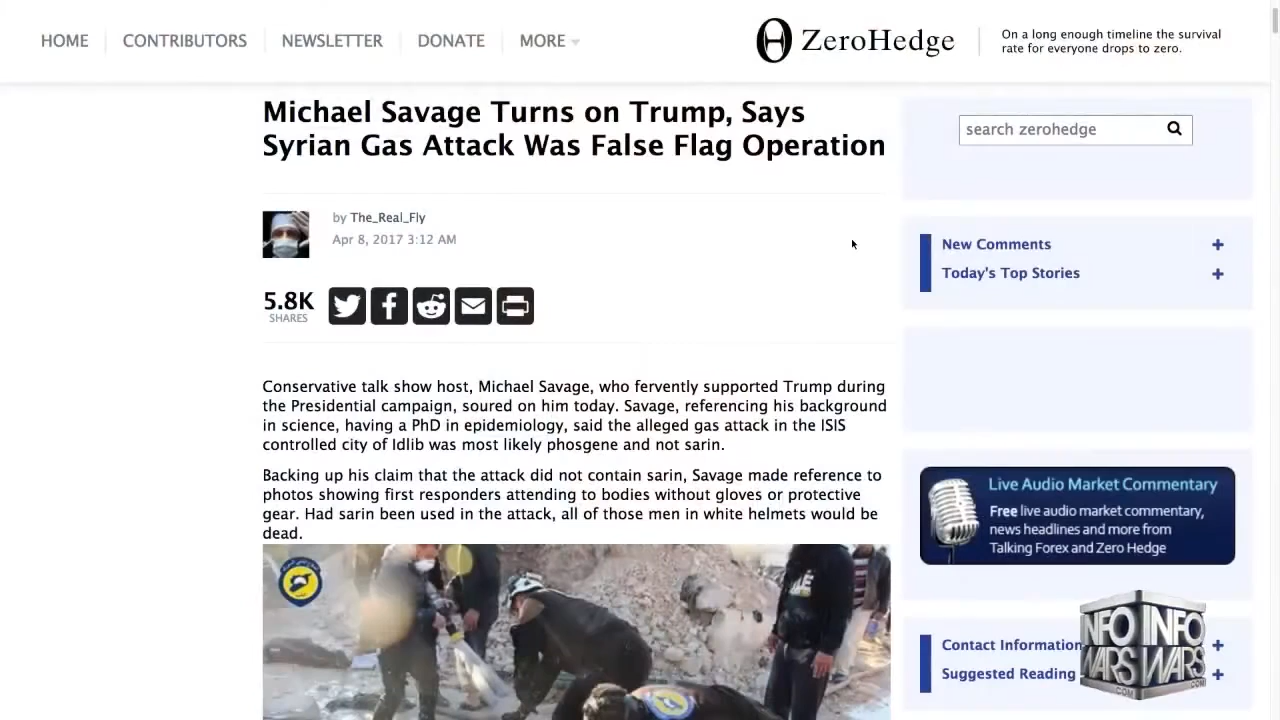 HOME
CONTRIBUTORS
NEWSLETTER
DONATE
MORE
ZeroHedge
On a long enough timeline the survival
rate for everyone drops to zero.
Michael Savage Turns on Trump, Says
Syrian Gas Attack Was False Flag Operation
by The_Real_Fly
Apr 8, 2017 3:12 AM
5.8K
SHARES
Conservative talk show host, Michael Savage, who fervently supported Trump during
the Presidential campaign, soured on him today. Savage, referencing his background
in science, having a PhD in epidemiology, said the alleged gas attack in the ISIS
controlled city of Idlib was most likely phosgene and not sarin.
Backing up his claim that the attack did not contain sarin, Savage made reference to
photos showing first responders attending to bodies without gloves or protective
gear. Had sarin been used in the attack, all of those men in white helmets would be
dead.
search zerohedge
New Comments +
Today's Top Stories +
Live Audio Market Commentary
Free live audio market commentary,
news headlines and more from
Talking Forex and Zero Hedge
Contact Information +
Suggested Reading +
INFO INFO
WARS WARS
.COM .COM